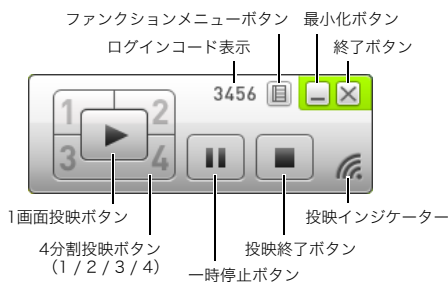 ファンクションメニューボタン
最小化ボタン
ログインコード表示
終了ボタン
3456
1
2
3
4
1画面投映ボタン
投映インジケーター
4分割投映ボタン
（1 / 2 / 3 / 4）
投映終了ボタン
一時停止ボタン